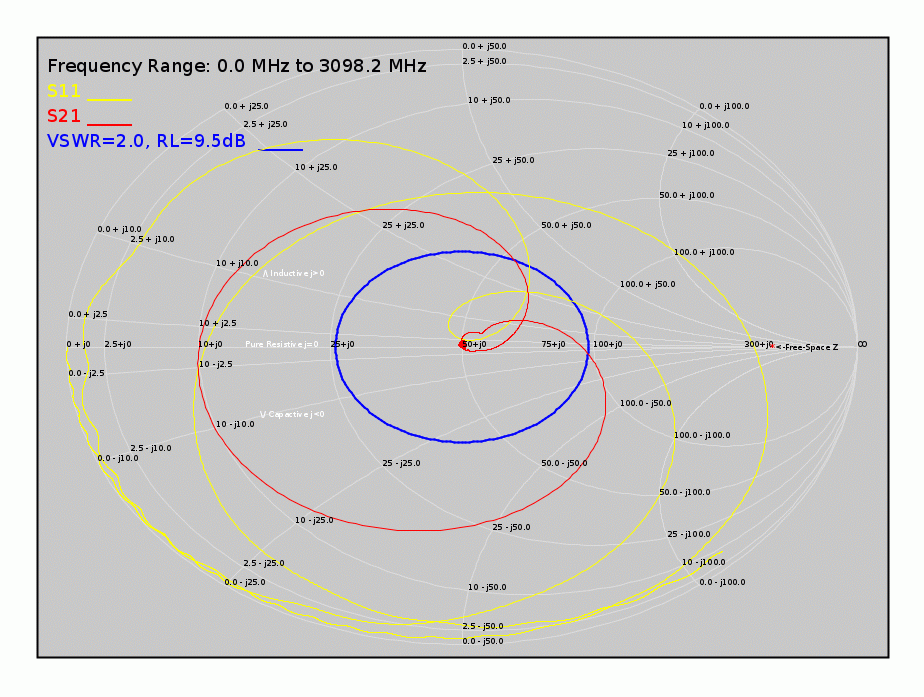 0.0 + j50.0
Frequency Range: 0.0 MHz to 3098.2 MHz
2.5 + j50.0
S11
10 + j50.0
0.0 + j25.0
0.0 + j100.0
S21
2.5 + j25.0
10 + j100.0
VSWR=2.0, RL=9.5dB
25 + j100.0
25 + j50.0
10 + j25.0
50.0 + j100.0
25 + j25.0
50.0 + j50.0
0.0 + j10.0
2.5 + j10.0
100.0 + j100.0
10 + j10.0
/\ Inductive j>0
100.0 + j50.0
0.0 + j2.5
10 + j2.5
0 + j0
2.5+j0
10+j0
Pure Resistive j=0
25+j0
50+j0
75+j0
100+j0
300+j0
<-Free-Space Z
OO
10 - j2.5
0.0 - j2.5
100.0 - j50.0
\/ Capactive j<0
10 - j10.0
100.0 - j100.0
2.5 - j10.0
0.0 - j10.0
25 - j25.0
50.0 - j50.0
50.0 - j100.0
10 - j25.0
25 - j50.0
25 - j100.0
2.5 - j25.0
10 - j100.0
0.0 - j25.0
0.0 - j100.0
10 - j50.0
2.5 - j50.0
0.0 - j50.0